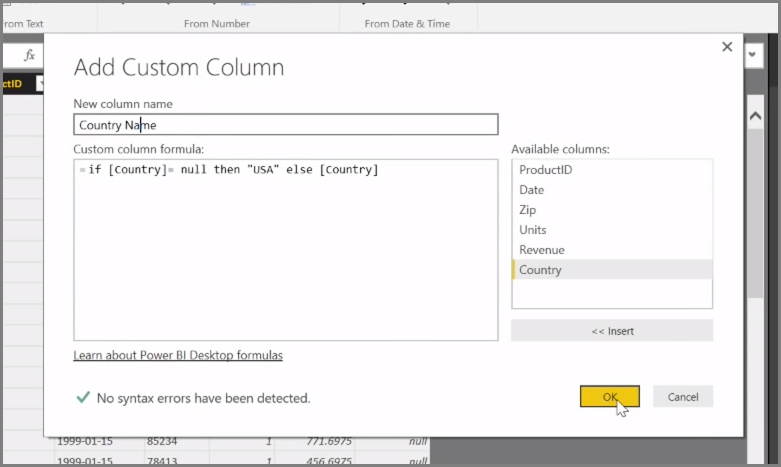 From Text
From Number
From Date & Time
fx
ctID
Add Custom Column
New column name
Country Name
Custom column formula:
=if [Country]= null then "USA" else [Country]
Available columns:
ProductID
Date
Zip
Units
Revenue
Country
<< Insert
Learn about Power BI Desktop formulas
No syntax errors have been detected.
OK
Cancel
1999-01-15 85234 1 771.6975 null
1999-01-15 78413 1 456.6975 null